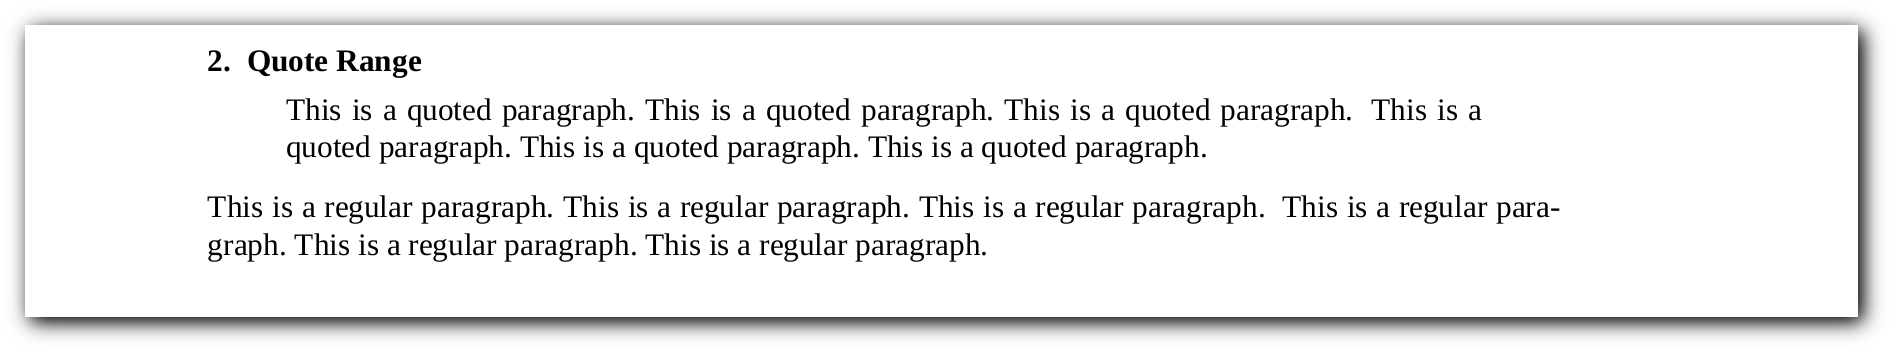 2. Quote Range
This is a quoted paragraph. This is a quoted paragraph. This is a quoted paragraph. This is a
quoted paragraph. This is a quoted paragraph. This is a quoted paragraph.
This is a regular paragraph. This is a regular paragraph. This is a regular paragraph. This is a regular para-
graph. This is a regular paragraph. This is a regular paragraph.